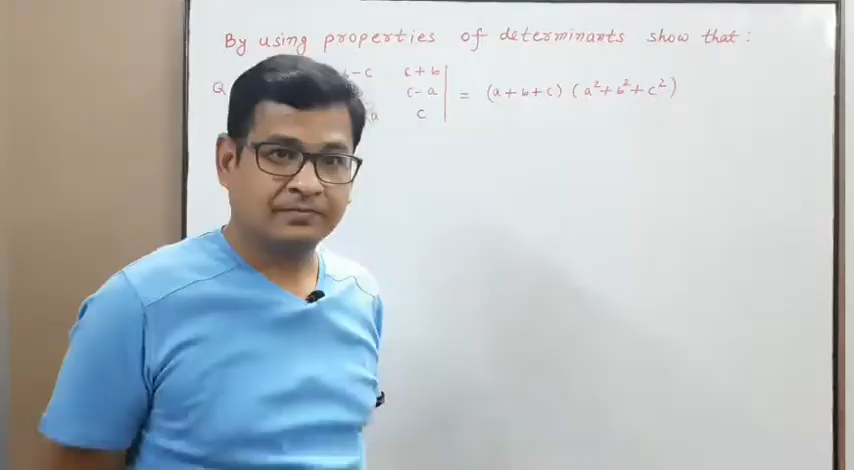 By using properties of determinants show that :
Q b-c c+b
c-a = (a+b+c) (a²+b²+c²)
a c